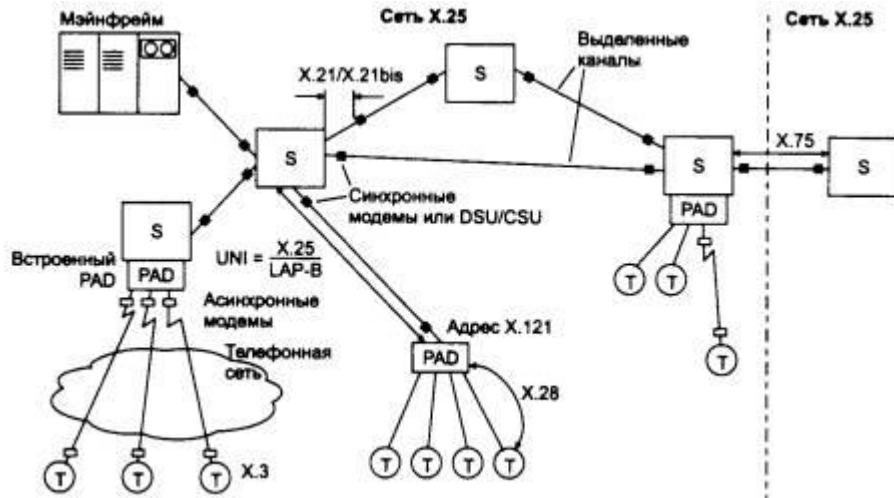 Мэйнфрейм
Сеть X.25
Сеть X.25
Выделенные
каналы
X.21/X.21bis
S
S
S
X.75
S
Синхронные
модемы или DSU/CSU
PAD
S
Встроенный
PAD
PAD
UNI = X.25
LAP-B
T
T
Асинхронные
модемы
Адрес X.121
Телефонная
сеть
PAD
T
X.28
T
T
T
X.3
T
T
T
T